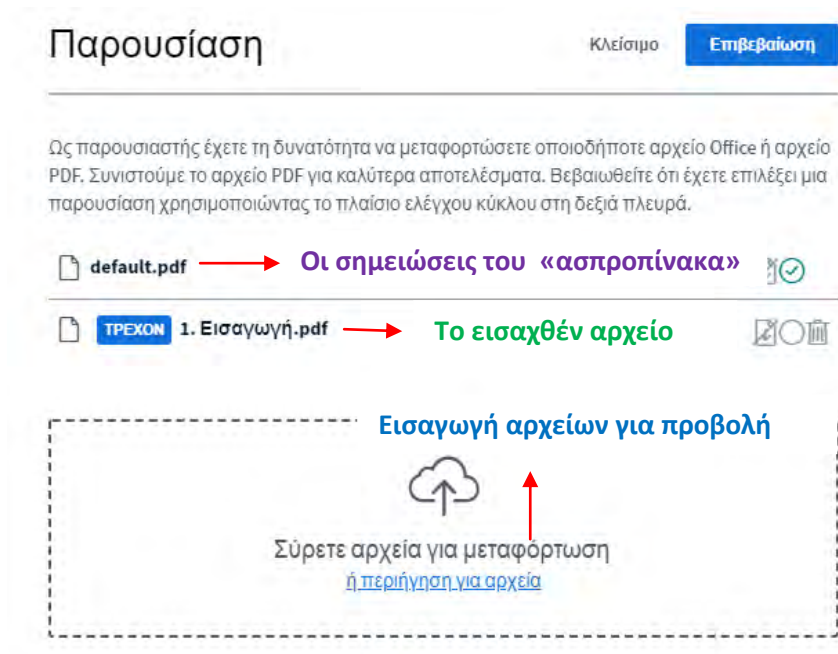 Παρουσίαση Κλείσιμο Επιβεβαίωση
Ως παρουσιαστής έχετε τη δυνατότητα να μεταφορτώσετε οποιοδήποτε αρχείο Office ή αρχείο
PDF. Συνιστούμε το αρχείο PDF για καλύτερα αποτελέσματα. Βεβαιωθείτε ότι έχετε επιλέξει μια
παρουσίαση χρησιμοποιώντας το πλαίσιο ελέγχου κύκλου στη δεξιά πλευρά.
default.pdf Οι σημειώσεις του «ασπροπίνακα»
ΤΡΕΧΟΝ 1. Εισαγωγή.pdf Το εισαχθέν αρχείο
Εισαγωγή αρχείων για προβολή
Σύρετε αρχεία για μεταφόρτωση
ή περιήγηση για αρχεία